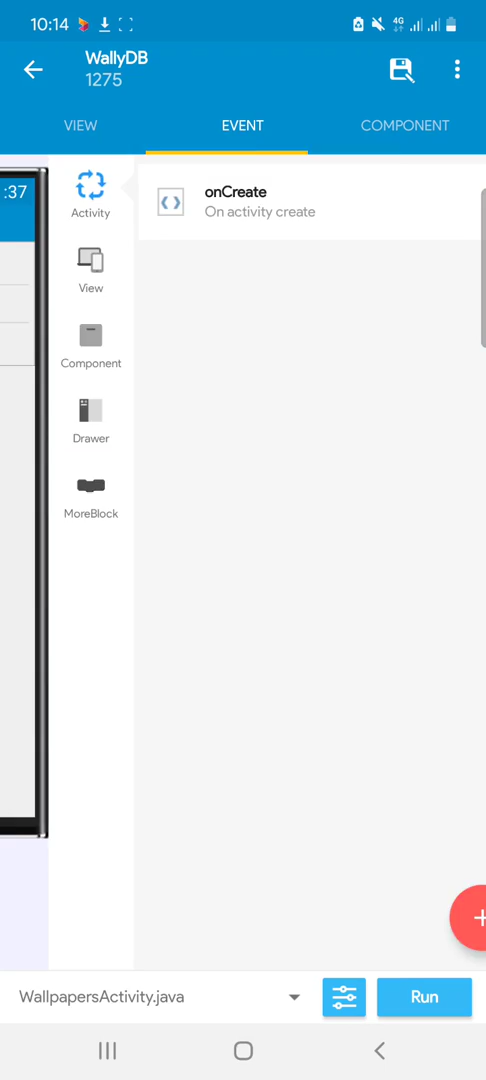 10:14
4G
WallyDB
1275
VIEW
EVENT
COMPONENT
:37
Activity
onCreate
On activity create
View
Component
Drawer
MoreBlock
WallpapersActivity.java
Run